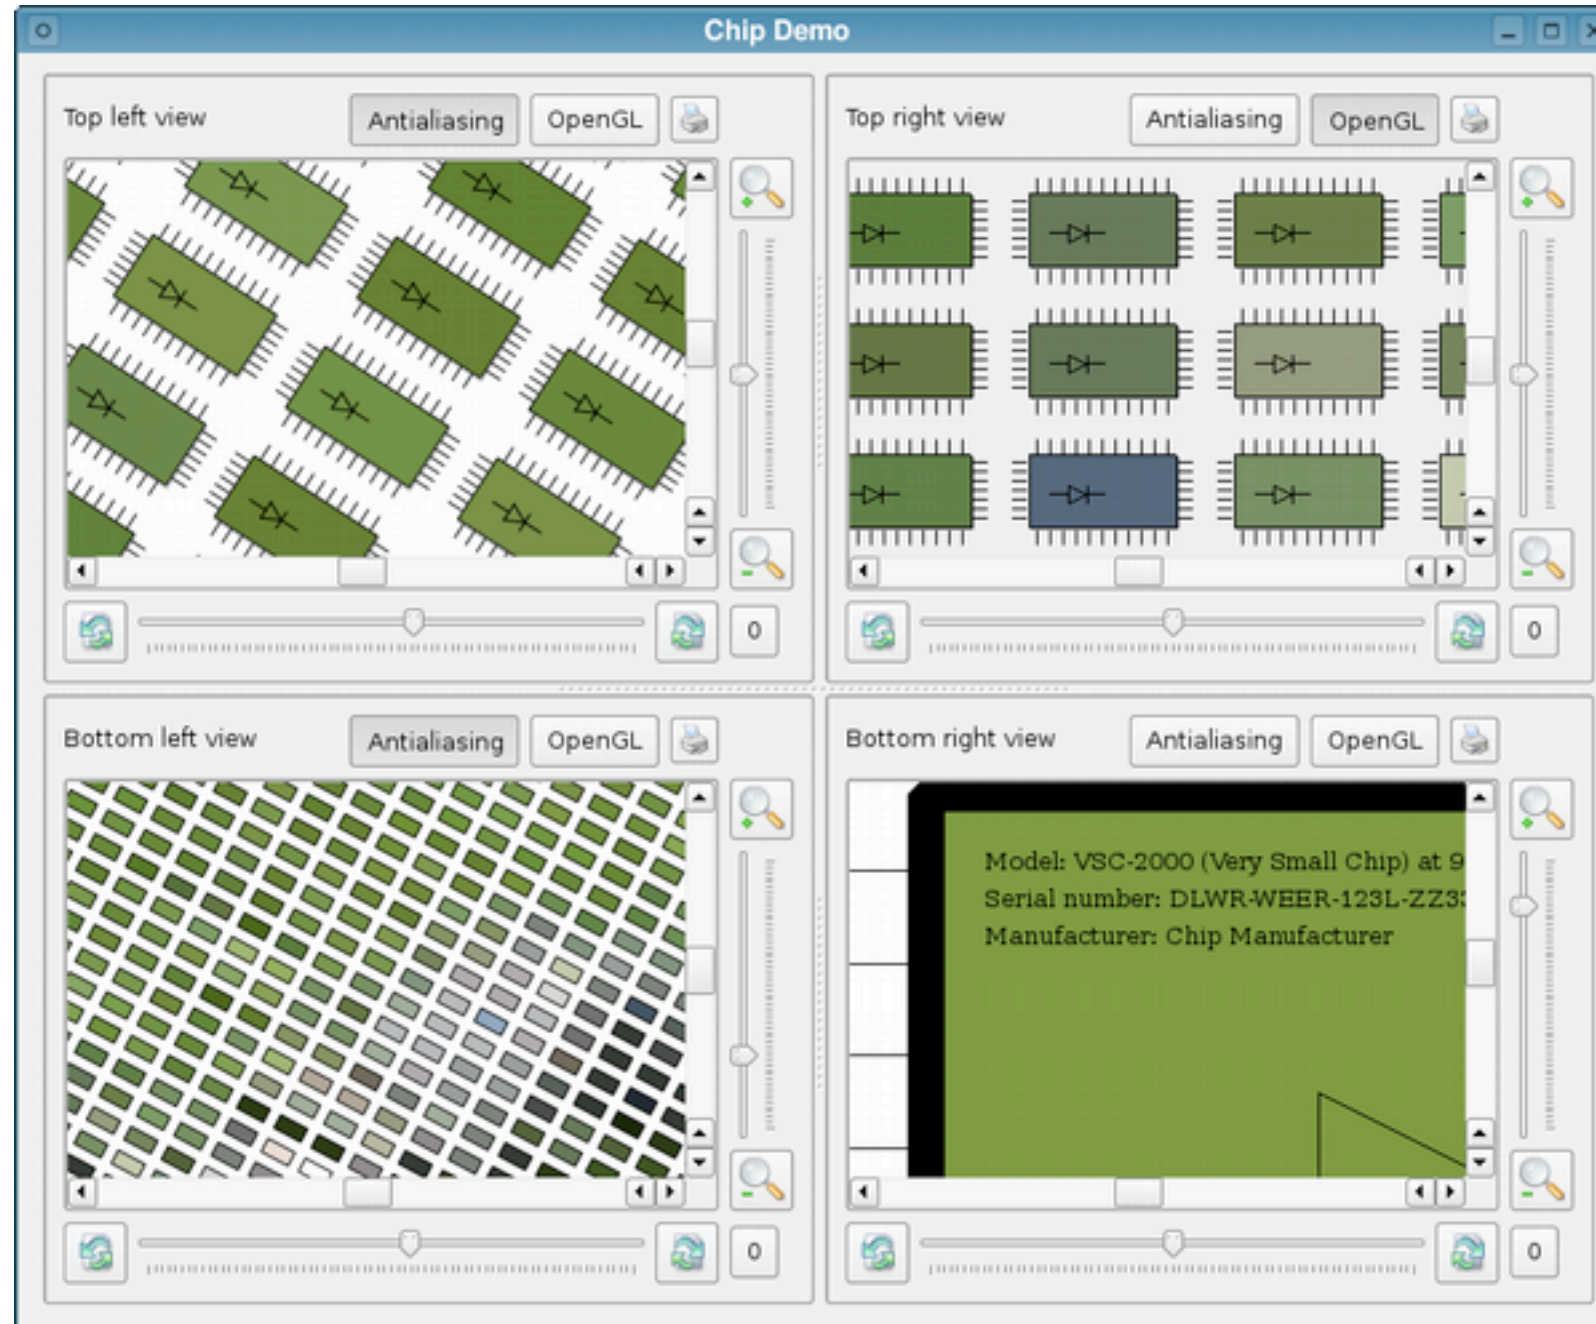 Chip Demo
Top left view Antialiasing OpenGL
0
Top right view Antialiasing OpenGL
0
Bottom left view Antialiasing OpenGL
0
Bottom right view Antialiasing OpenGL
Model: VSC-2000 (Very Small Chip) at 9
Serial number: DLWR-WEER-123L-ZZ33
Manufacturer: Chip Manufacturer
0